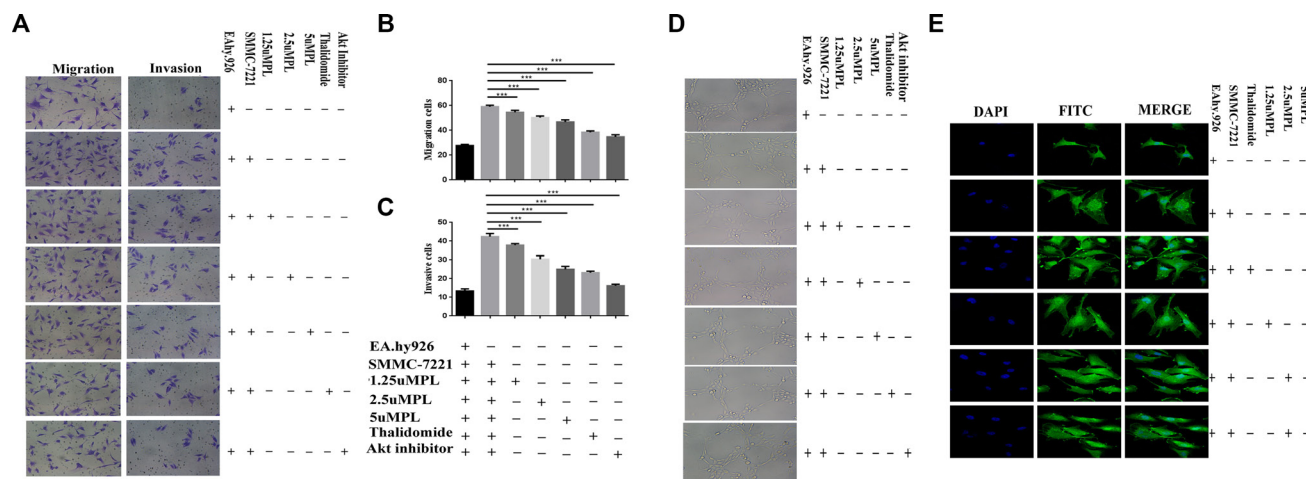 A
Migration Invasion
EAhy.926
SMMC-7221
1.25uMPL
2.5uMPL
5uMPL
Thalidomide
Akt Inhibitor
+ − − − − − −
+ + − − − − −
+ + + − − − −
+ + − + − − −
+ + − − + − −
+ + − − − + −
+ + − − − − +
B
Migration cells
80
60
40
20
0
*** *** *** *** ***
C
Invasive cells
50
40
30
20
10
0
*** *** *** *** ***
EA.hy926 + − − − − − −
SMMC-7221 + + − − − − −
1.25uMPL + + + − − − −
2.5uMPL + + − + − − −
5uMPL + + − − + − −
Thalidomide + + − − − + −
Akt inhibitor + + − − − − +
D
EAhy.926
SMMC-7221
1.25uMPL
2.5uMPL
5uMPL
Thalidomide
Akt inhibitor
+ − − − − − −
+ + − − − − −
+ + + − − − −
+ + − + − − −
+ + − − + − −
+ + − − − + −
+ + − − − − +
E
DAPI FITC MERGE
EAhy.926
SMMC-7221
Thalidomide
1.25uMPL
2.5uMPL
5uMPL
+ − − − − −
+ + − − − −
+ + + − − −
+ + − + − −
+ + − − + −
+ + − − + −